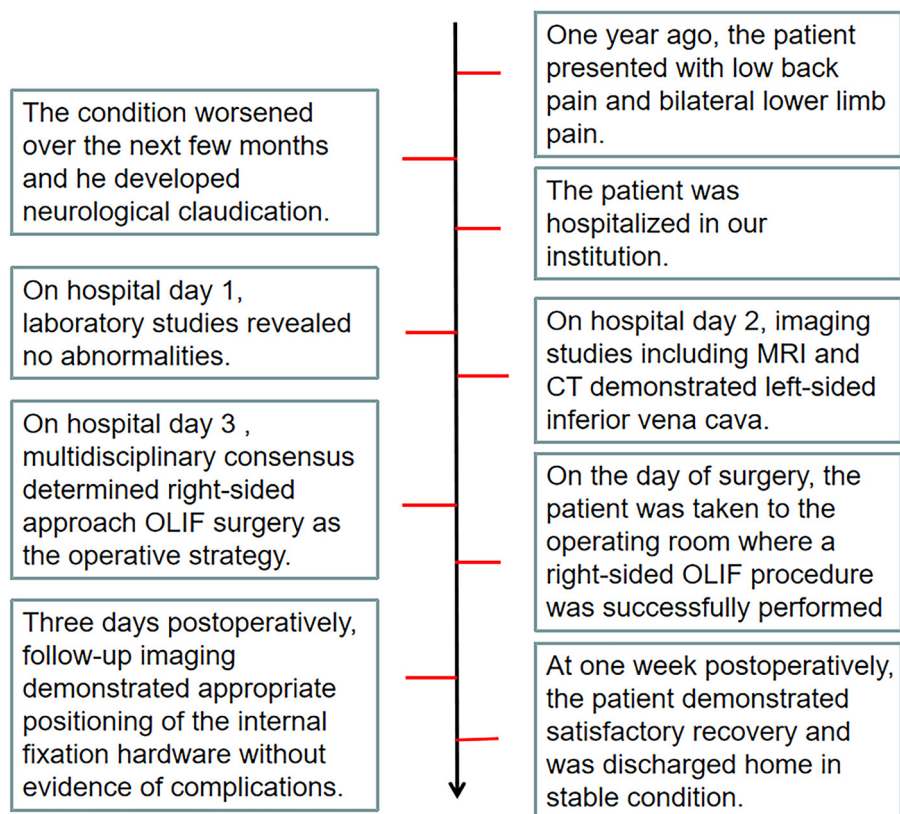 One year ago, the patient
presented with low back
pain and bilateral lower limb
pain.
The condition worsened
over the next few months
and he developed
neurological claudication.
The patient was
hospitalized in our
institution.
On hospital day 1,
laboratory studies revealed
no abnormalities.
On hospital day 2, imaging
studies including MRI and
CT demonstrated left-sided
inferior vena cava.
On hospital day 3 ,
multidisciplinary consensus
determined right-sided
approach OLIF surgery as
the operative strategy.
On the day of surgery, the
patient was taken to the
operating room where a
right-sided OLIF procedure
was successfully performed
Three days postoperatively,
follow-up imaging
demonstrated appropriate
positioning of the internal
fixation hardware without
evidence of complications.
At one week postoperatively,
the patient demonstrated
satisfactory recovery and
was discharged home in
stable condition.